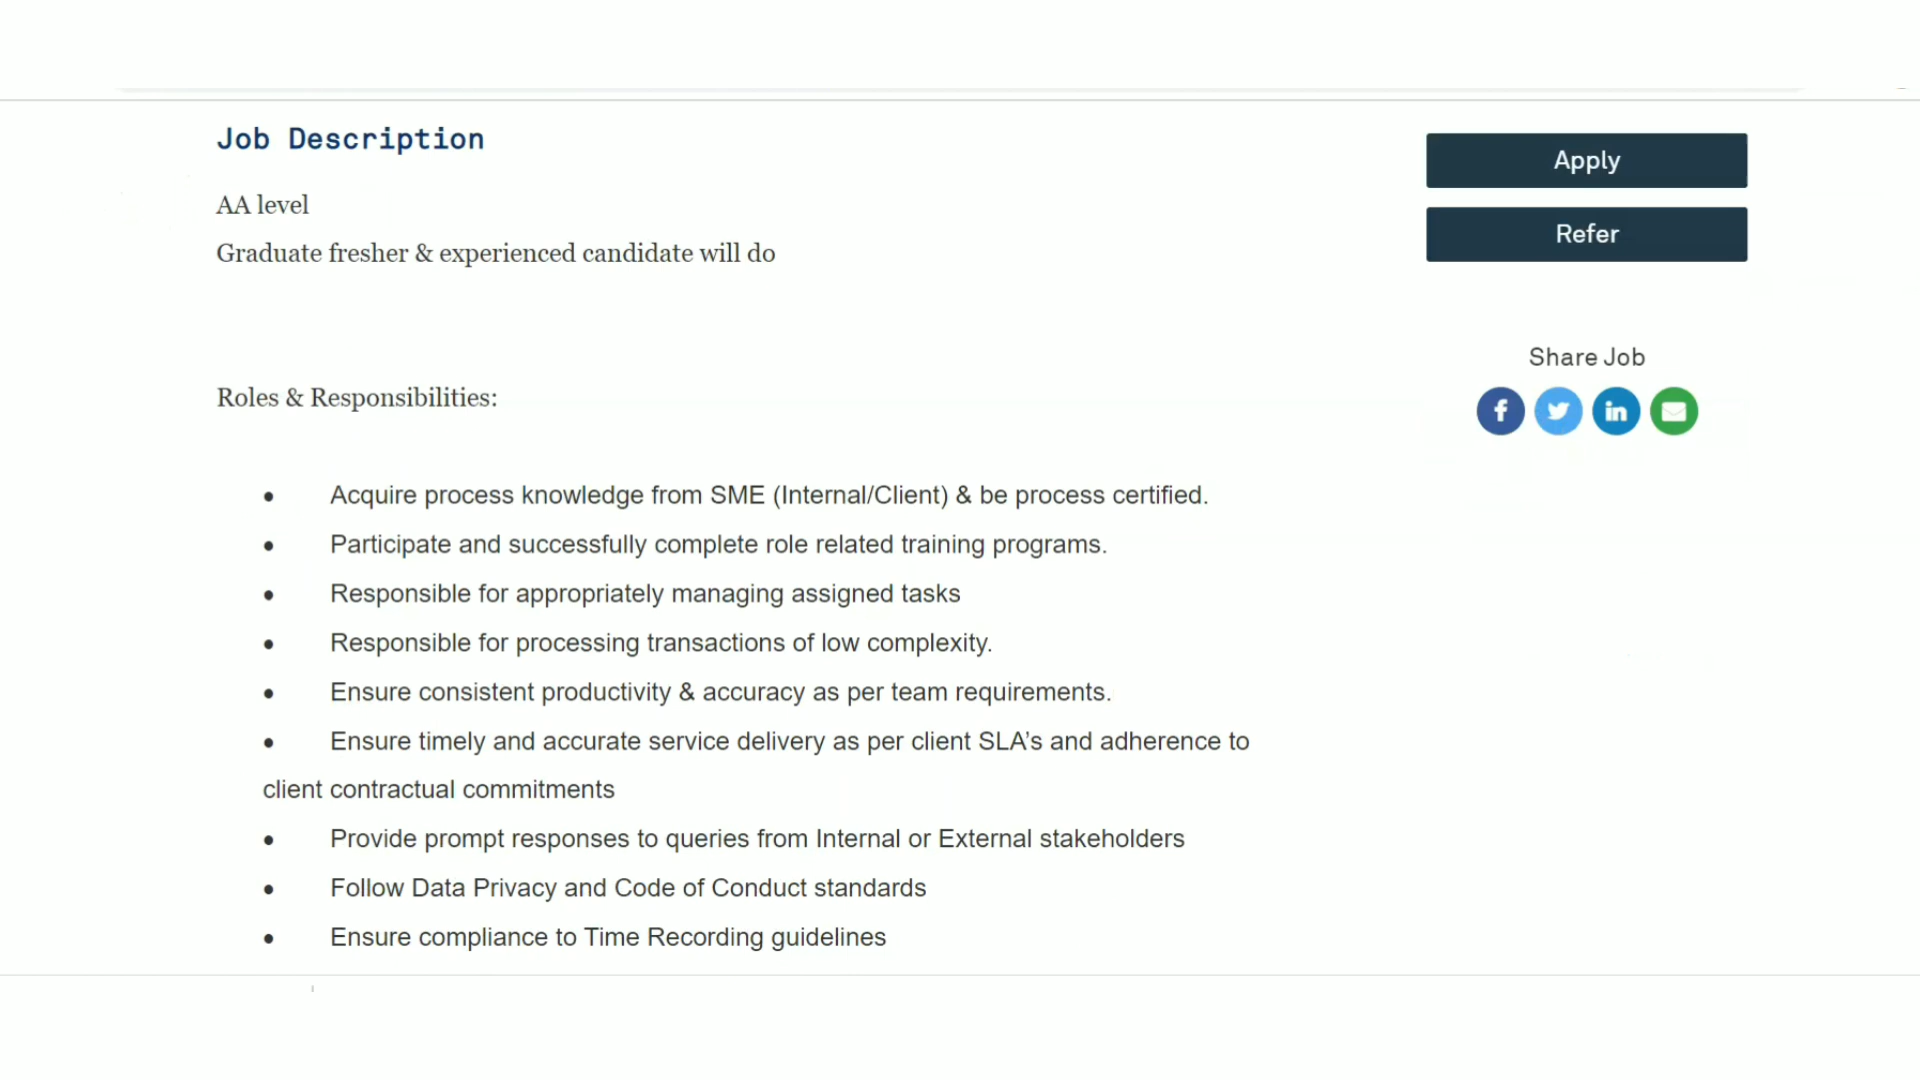 Job Description
Apply
AA level
Refer
Graduate fresher & experienced candidate will do
Share Job
Roles & Responsibilities:
• Acquire process knowledge from SME (Internal/Client) & be process certified.
• Participate and successfully complete role related training programs.
• Responsible for appropriately managing assigned tasks
• Responsible for processing transactions of low complexity.
• Ensure consistent productivity & accuracy as per team requirements.
• Ensure timely and accurate service delivery as per client SLA’s and adherence to
client contractual commitments
• Provide prompt responses to queries from Internal or External stakeholders
• Follow Data Privacy and Code of Conduct standards
• Ensure compliance to Time Recording guidelines